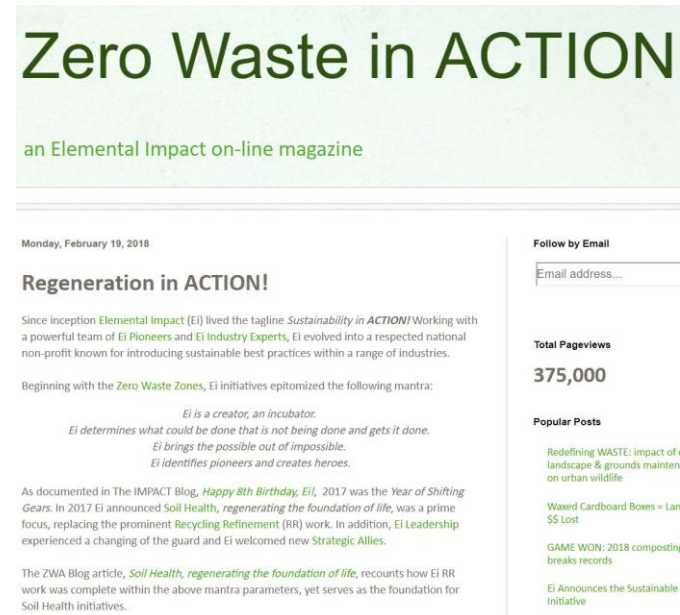 Zero Waste in ACTION
an Elemental Impact on-line magazine
Monday, February 19, 2018
Regeneration in ACTION!
Since inception Elemental Impact (Ei) lived the tagline Sustainability in ACTION! Working with
a powerful team of Ei Pioneers and Ei Industry Experts, Ei evolved into a respected national
non-profit known for introducing sustainable best practices within a range of industries.
Beginning with the Zero Waste Zones, Ei initiatives epitomized the following mantra:
Ei is a creator, an incubator.
Ei determines what could be done that is not being done and gets it done.
Ei brings the possible out of impossible.
Ei identifies pioneers and creates heroes.
As documented in The IMPACT Blog, Happy 8th Birthday, Ei!, 2017 was the Year of Shifting
Gears. In 2017 Ei announced Soil Health, regenerating the foundation of life, was a prime
focus, replacing the prominent Recycling Refinement (RR) work. In addition, Ei Leadership
experienced a changing of the guard and Ei welcomed new Strategic Allies.
The ZWA Blog article, Soil Health, regenerating the foundation of life, recounts how Ei RR
work was complete within the above mantra parameters, yet serves as the foundation for
Soil Health initiatives.
Follow by Email
Email address...
Total Pageviews
375,000
Popular Posts
Redefining WASTE: impact of
landscape & grounds
on urban wildlife
Waxed Cardboard Boxes =
$$ Lost
GAME WON: 2018 composting
breaks records
Ei Announces the Sustainable
Initiative